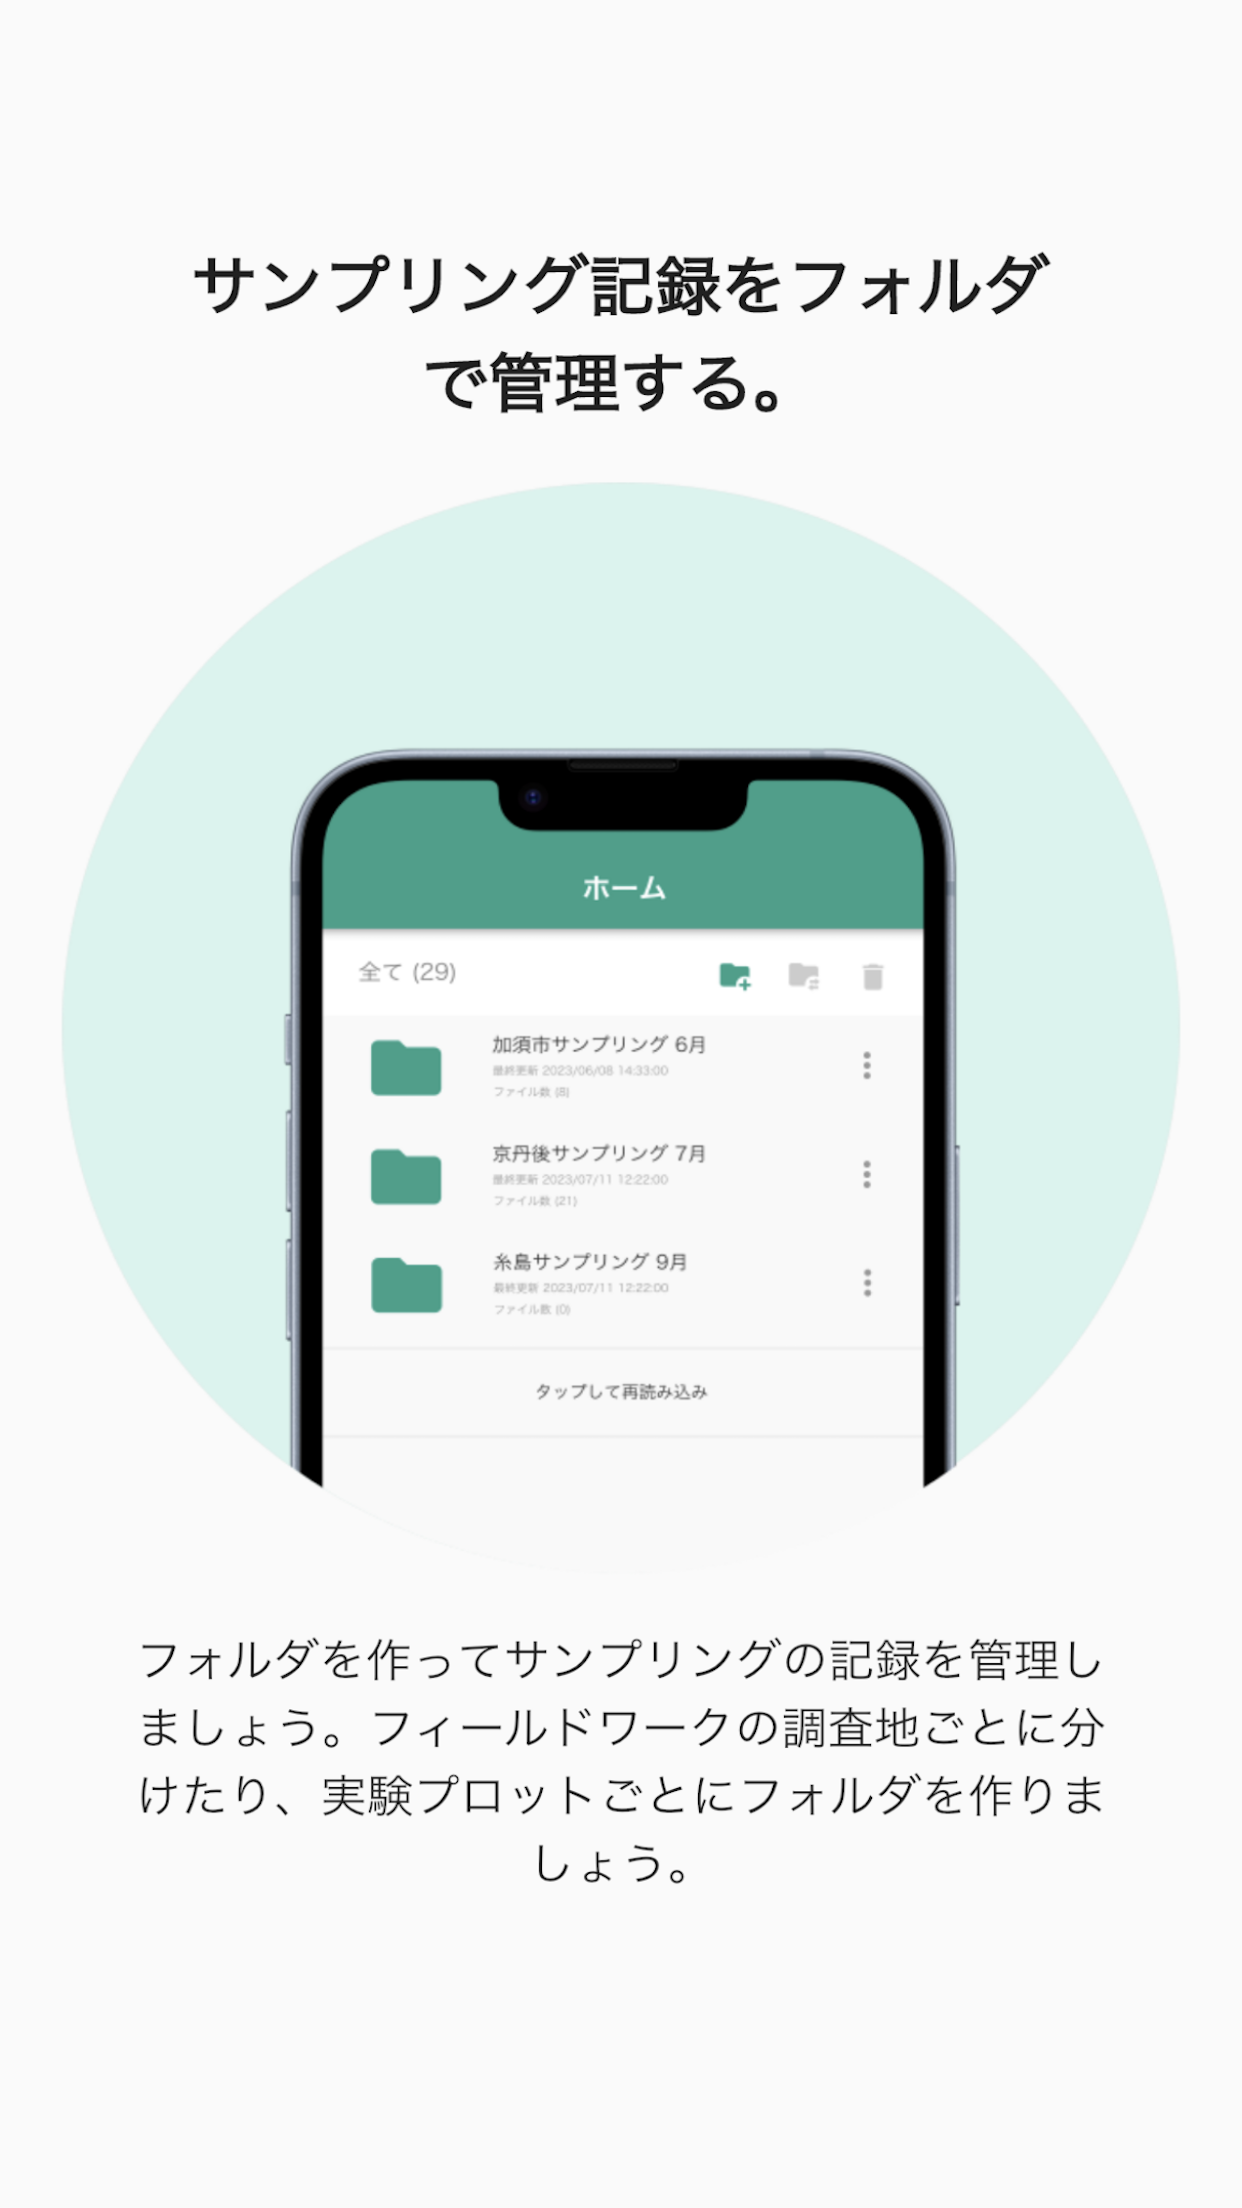 サンプリング記録をフォルダ
で管理する。
ホーム
全て (29)
加須市サンプリング 6月
最終更新 2023/06/08 14:33:00
ファイル数 (8)
京丹後サンプリング 7月
最終更新 2023/07/11 12:22:00
ファイル数 (21)
糸島サンプリング 9月
最終更新 2023/07/11 12:22:00
ファイル数 (0)
タップして再読み込み
フォルダを作ってサンプリングの記録を管理し
ましょう。フィールドワークの調査地ごとに分
けたり、実験プロットごとにフォルダを作りま
しょう。